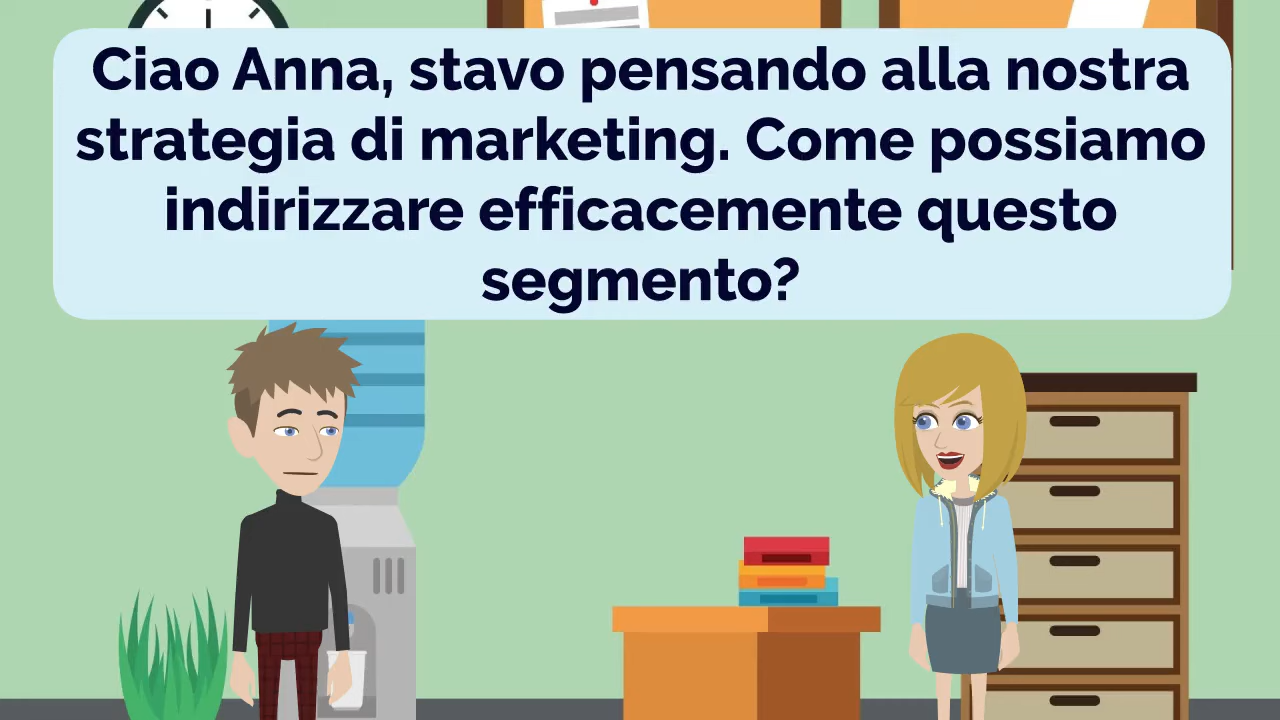 Ciao Anna, stavo pensando alla nostra
strategia di marketing. Come possiamo
indirizzare efficacemente questo
segmento?